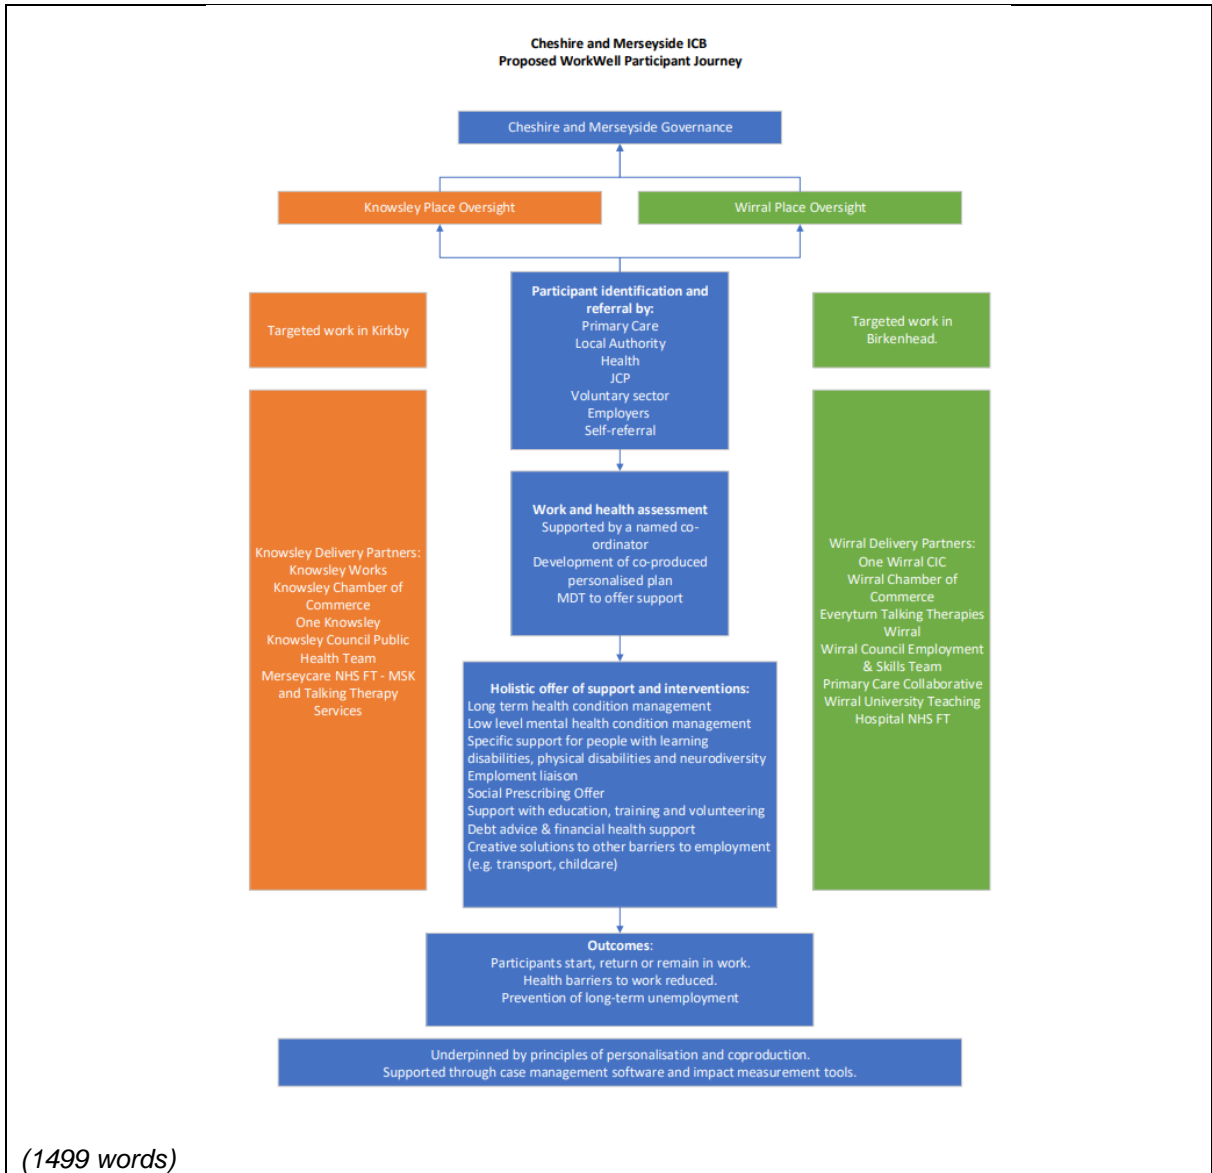 Cheshire and Merseyside ICB
Proposed WorkWell Participant Journey
Cheshire and Merseyside Governance
Knowsley Place Oversight
Wirral Place Oversight
Targeted work in Kirkby
Participant identification and
referral by:
Primary Care
Local Authority
Health
JCP
Voluntary sector
Employers
Self-referral
Targeted work in
Birkenhead.
Knowsley Delivery Partners:
Knowsley Works
Knowsley Chamber of
Commerce
One Knowsley
Knowsley Council Public
Health Team
Merseycare NHS FT - MSK
and Talking Therapy
Services
Work and health assessment
Supported by a named co-
ordinator
Development of co-produced
personalised plan
MDT to offer support
Wirral Delivery Partners:
One Wirral CIC
Wirral Chamber of
Commerce
Everyturn Talking Therapies
Wirral
Wirral Council Employment
& Skills Team
Primary Care Collaborative
Wirral University Teaching
Hospital NHS FT
Holistic offer of support and interventions:
Long term health condition management
Low level mental health condition management
Specific support for people with learning
disabilities, physical disabilities and neurodiversity
Emploment liaison
Social Prescribing Offer
Support with education, training and volunteering
Debt advice & financial health support
Creative solutions to other barriers to employment
(e.g. transport, childcare)
Outcomes:
Participants start, return or remain in work.
Health barriers to work reduced.
Prevention of long-term unemployment
Underpinned by principles of personalisation and coproduction.
Supported through case management software and impact measurement tools.
(1499 words)